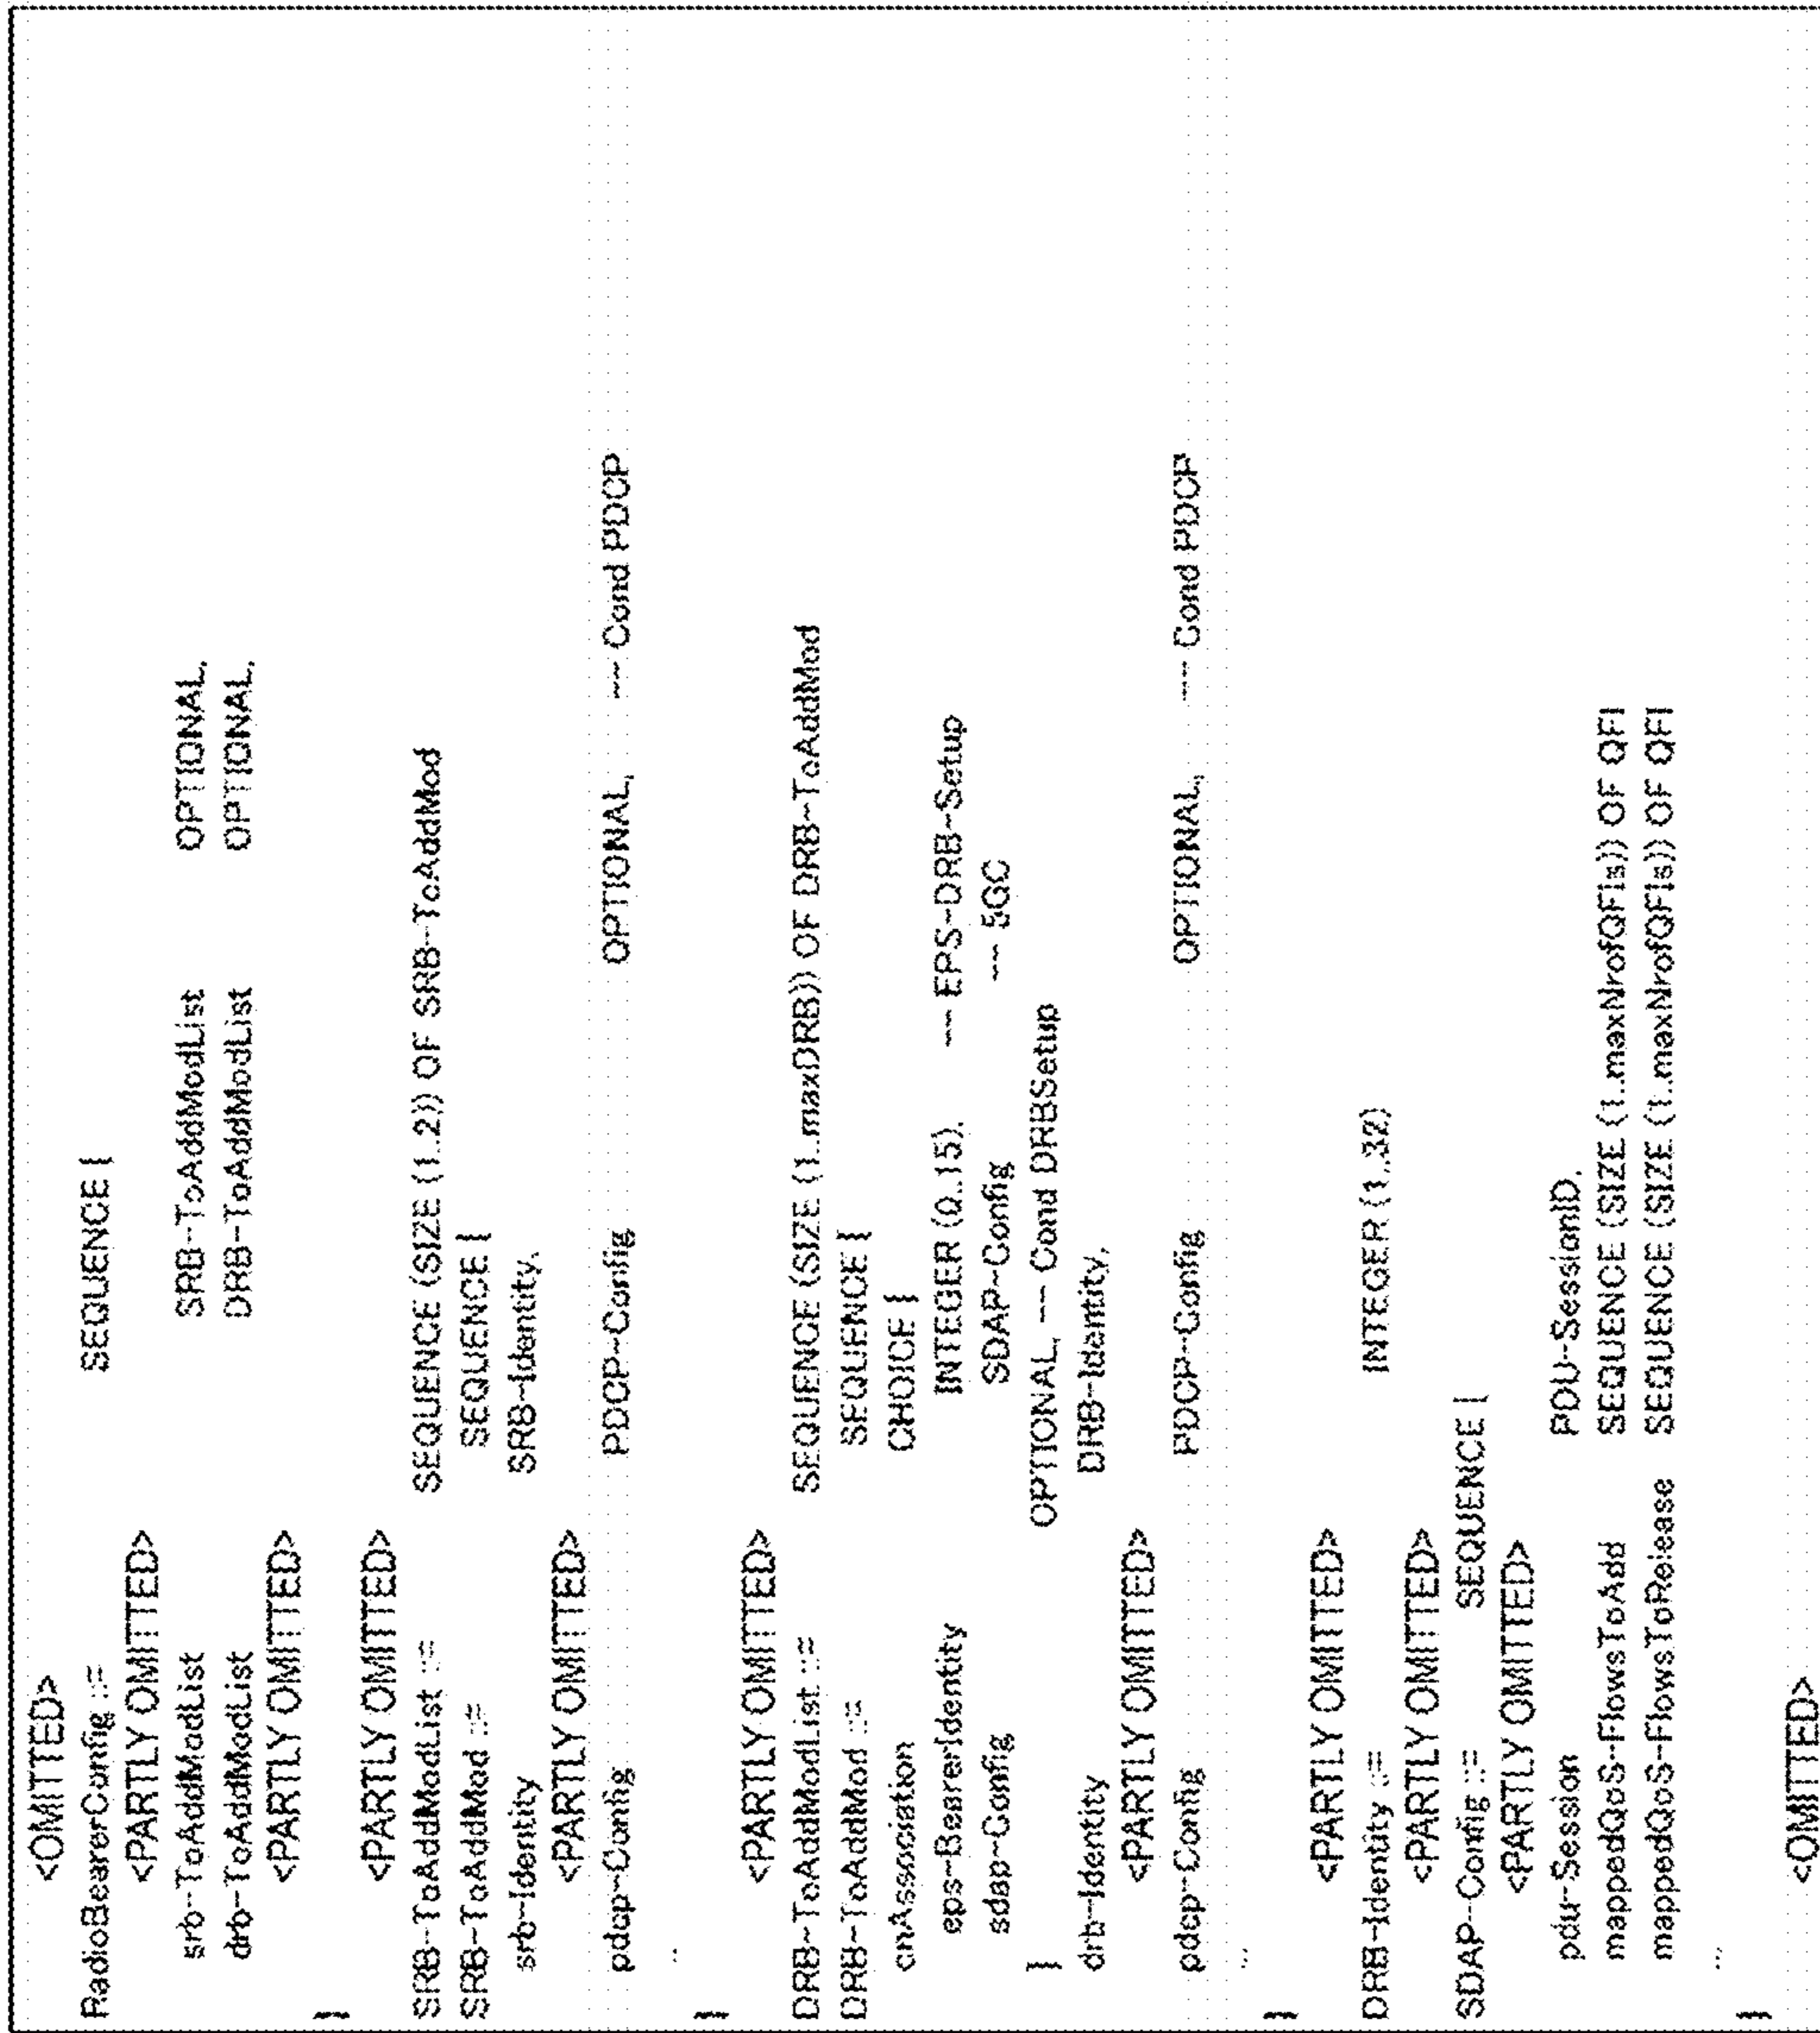 <OMITTED>
RadioBearerConfig ::= SEQUENCE {
<PARTLY OMITTED>
srb-ToAddModList SRB-ToAddModList OPTIONAL,
drb-ToAddModList DRB-ToAddModList OPTIONAL,
<PARTLY OMITTED>
}
<PARTLY OMITTED>
SRB-ToAddModList ::= SEQUENCE (SIZE (1..2)) OF SRB-ToAddMod
SRB-ToAddMod ::= SEQUENCE {
srb-Identity SRB-Identity,
<PARTLY OMITTED>
pdcp-Config PDCP-Config OPTIONAL, -- Cond PDCP
...
}
<PARTLY OMITTED>
DRB-ToAddModList ::= SEQUENCE (SIZE (1..maxDRB)) OF DRB-ToAddMod
DRB-ToAddMod ::= SEQUENCE {
cnAssociation CHOICE {
eps-BearerIdentity INTEGER (0..15), -- EPS-DRB-Setup
sdap-Config SDAP-Config -- 5GC
} OPTIONAL, -- Cond DRBSetup
drb-Identity DRB-Identity,
<PARTLY OMITTED>
pdcp-Config PDCP-Config OPTIONAL, -- Cond PDCP
...
}
<PARTLY OMITTED>
DRB-Identity ::= INTEGER (1..32)
<PARTLY OMITTED>
SDAP-Config ::= SEQUENCE {
<PARTLY OMITTED>
pdu-Session PDU-SessionID,
mappedQoS-FlowsToAdd SEQUENCE (SIZE (1..maxNrofQFIs)) OF QFI
mappedQoS-FlowsToRelease SEQUENCE (SIZE (1..maxNrofQFIs)) OF QFI
...
}
<OMITTED>